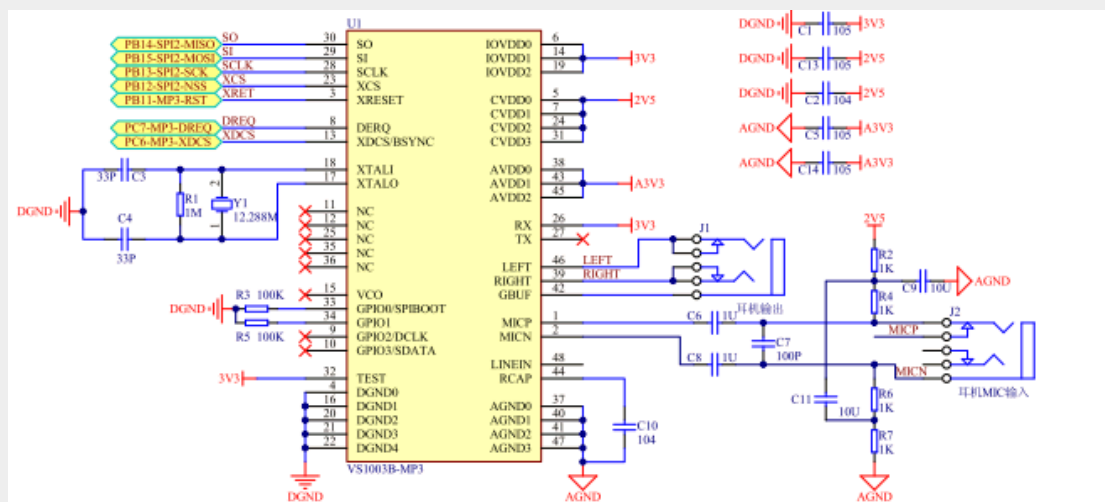 U1
PB14-SPI2-MISO SO 30 SO IOVDD0 6
PB15-SPI2-MOSI SI 29 SI IOVDD1 14 3V3
PB13-SPI2-SCK SCLK 28 SCLK IOVDD2 19
PB12-SPI2-NSS XCS 23 XCS
PB11-MP3-RST XRET 3 XRESET CVDD0 5 2V5
CVDD1 7
PC7-MP3-DREQ DREQ 8 DERQ CVDD2 24
PC6-MP3-XDCS XDCS 13 XDCS/BSYNC CVDD3 31
DGND C1 105 3V3
DGND C13 105 2V5
DGND C2 104 2V5
AGND C5 105 A3V3
AGND C14 105 A3V3
33P C3 18 XTALI AVDD0 38
17 XTALO AVDD1 43 A3V3
AVDD2 45
DGND R1 1M 2 Y1 12.288M 1
C4
33P
11 NC
12 NC RX 26 3V3
25 NC TX 27
35 NC
36 NC LEFT 46 LEFT J1
RIGHT 39 RIGHT
15 VCO GBUF 42
耳机输出
DGND R3 100K 33 GPIO0/SPIBOOT
R5 100K 34 GPIO1 MICP 1 C6 1U
9 GPIO2/DCLK MICN 2 C7 100P
10 GPIO3/SDATA C8 1U
LINEIN 48
3V3 32 TEST RCAP 44
4 DGND0 AGND0 37
16 DGND1 AGND1 40
20 DGND2 AGND2 41
21 DGND3 AGND3 47
22 DGND4
C10
104
VS1003B-MP3
DGND
AGND
2V5
R2
1K
C9 10U AGND
R4
1K
J2
MICP
MICN
耳机MIC输入
C11 10U
R6
1K
R7
1K
AGND